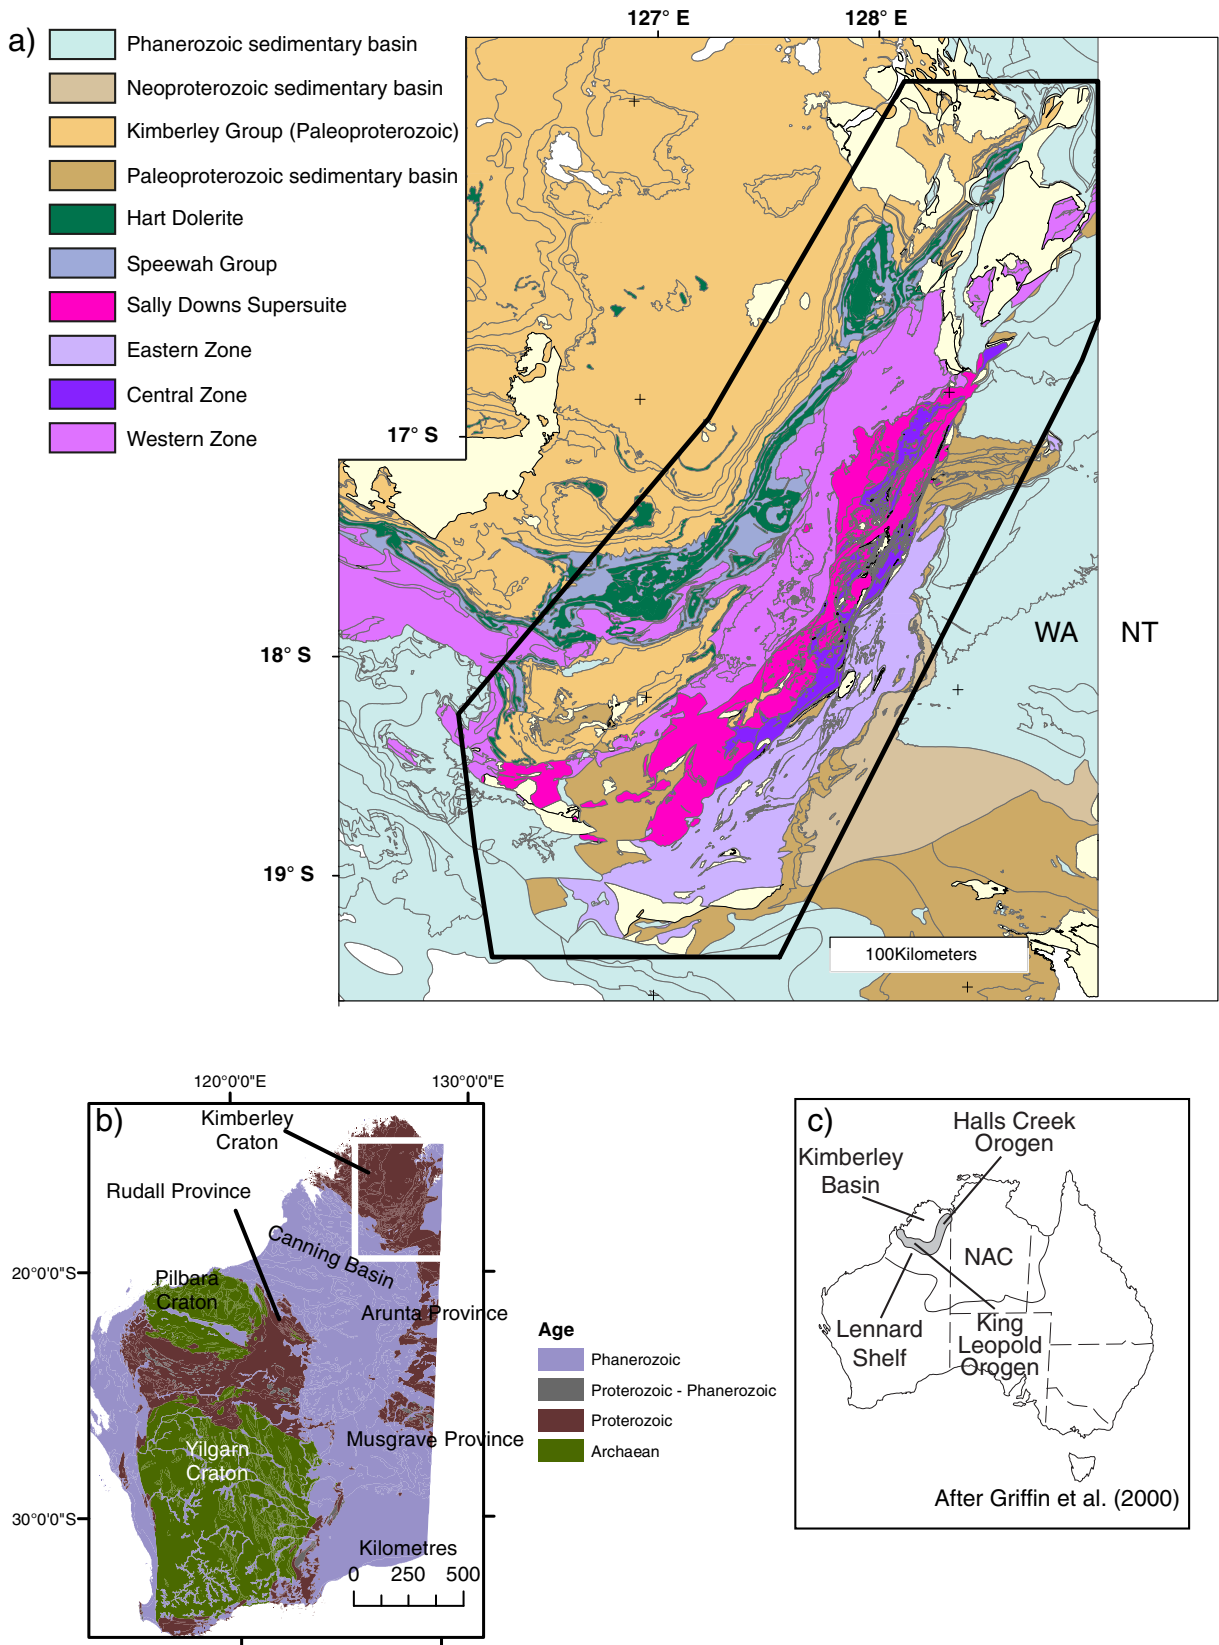 a)
127° E
128° E
Phanerozoic sedimentary basin
Neoproterozoic sedimentary basin
Kimberley Group (Paleoproterozoic)
Paleoproterozoic sedimentary basin
Hart Dolerite
Speewah Group
Sally Downs Supersuite
Eastern Zone
Central Zone
Western Zone
17° S
18° S
19° S
WA
NT
100Kilometers
120°0'0"E
130°0'0"E
b)
Kimberley
Craton
Rudall Province
Canning Basin
20°0'0"S
Pilbara
Craton
Arunta Province
Musgrave Province
Yilgarn
Craton
30°0'0"S
Kilometres
0 250 500
Age
Phanerozoic
Proterozoic - Phanerozoic
Proterozoic
Archaean
c)
Halls Creek
Orogen
Kimberley
Basin
NAC
Lennard
Shelf
King
Leopold
Orogen
After Griffin et al. (2000)